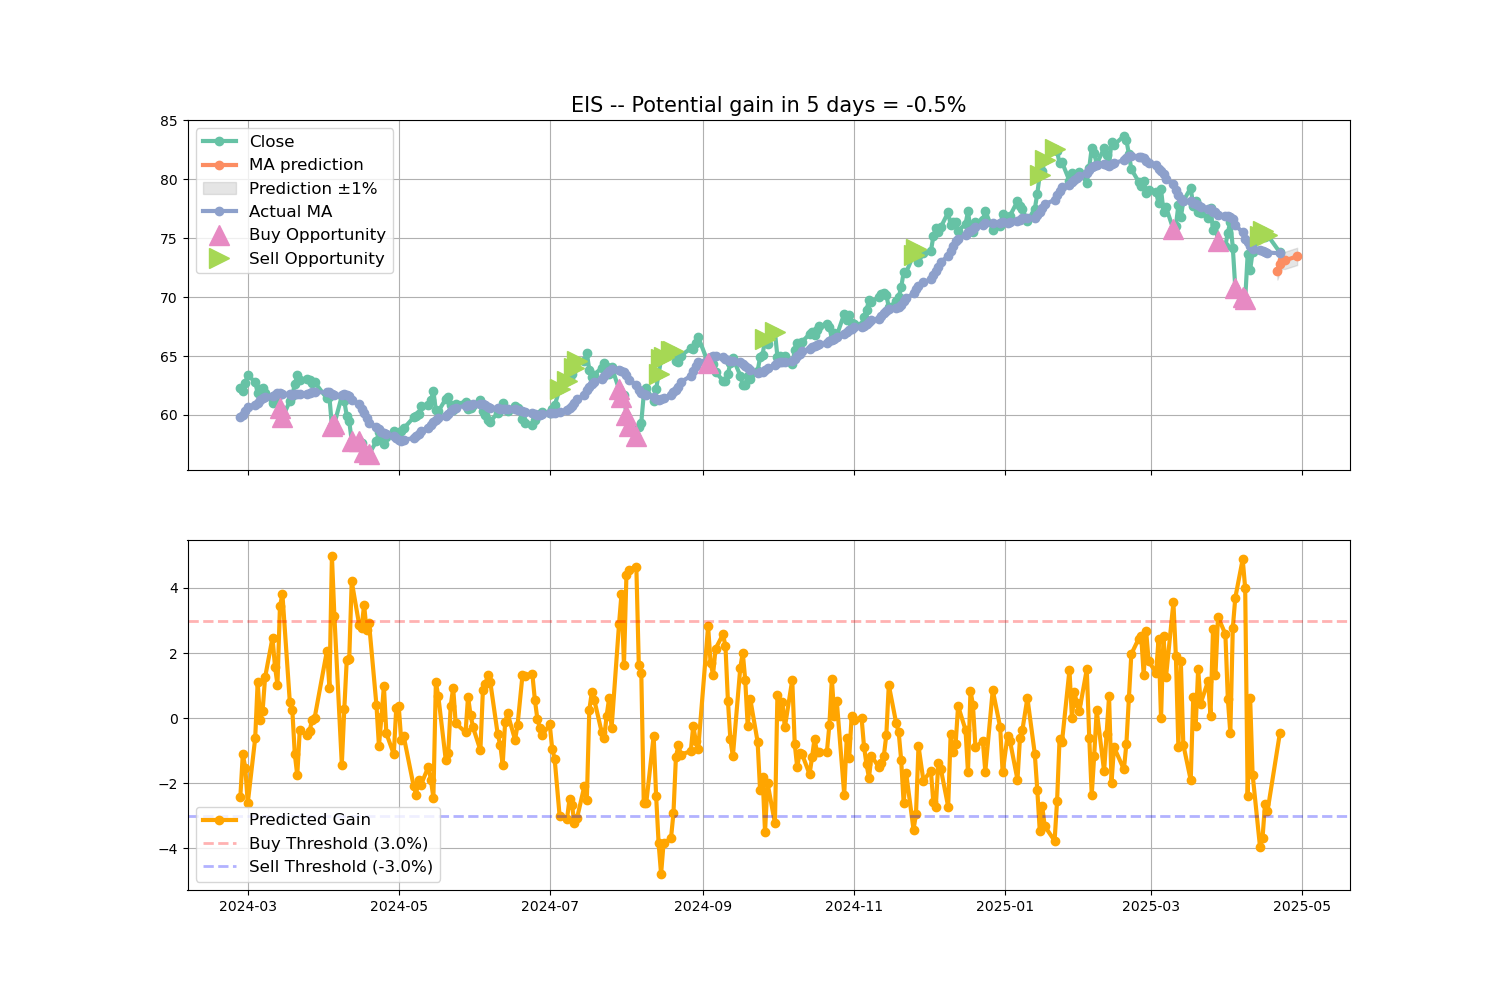 EIS -- Potential gain in 5 days = -0.5%
85
80
75
70
65
60
Close
MA prediction
Prediction ±1%
Actual MA
Buy Opportunity
Sell Opportunity
4
2
0
−2
−4
Predicted Gain
Buy Threshold (3.0%)
Sell Threshold (-3.0%)
2024-03 2024-05 2024-07 2024-09 2024-11 2025-01 2025-03 2025-05